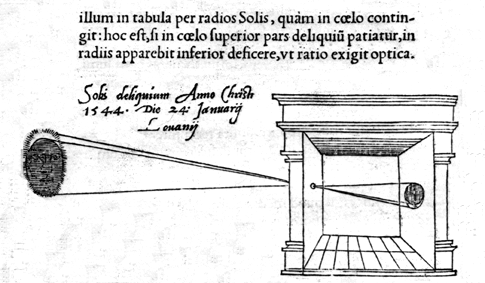 illum in tabula per radios Solis, quàm in cœlo contin-
git: hoc eſt, ſi in cœlo ſuperior pars deliquiũ patiatur, in
radiis apparebit inferior deficere, vt ratio exigit optica.
Solis deliquium Anno Christi
1544. Die 24 Januarij
Lovanij